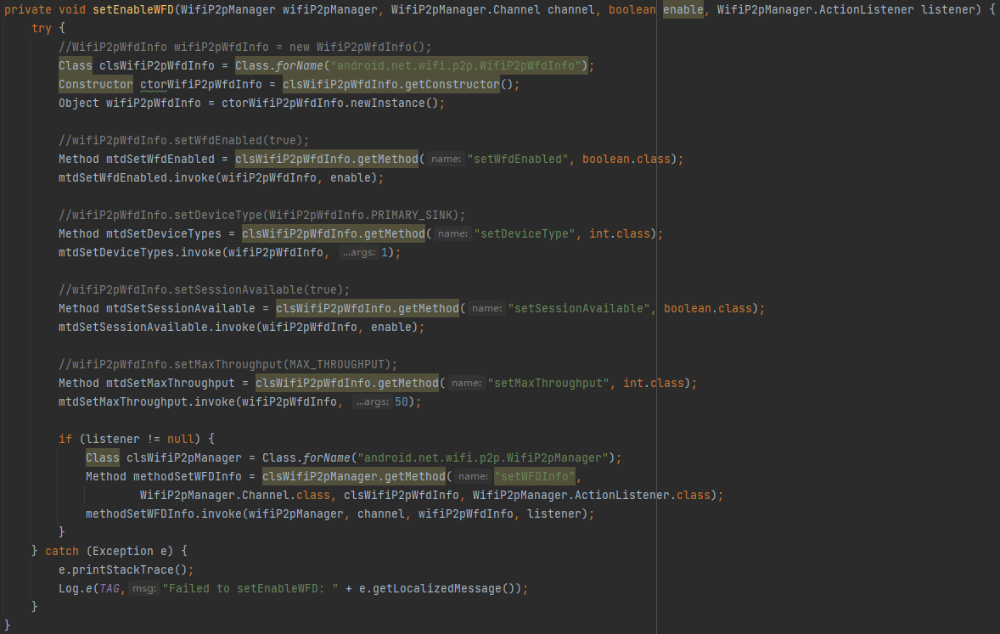 private void setEnableWFD(WifiP2pManager wifiP2pManager, WifiP2pManager.Channel channel, boolean enable, WifiP2pManager.ActionListener listener) {
try {
//WifiP2pWfdInfo wifiP2pWfdInfo = new WifiP2pWfdInfo();
Class clsWifiP2pWfdInfo = Class.forName("android.net.wifi.p2p.WifiP2pWfdInfo");
Constructor ctorWifiP2pWfdInfo = clsWifiP2pWfdInfo.getConstructor();
Object wifiP2pWfdInfo = ctorWifiP2pWfdInfo.newInstance();
//wifiP2pWfdInfo.setWfdEnabled(true);
Method mtdSetWfdEnabled = clsWifiP2pWfdInfo.getMethod( name: "setWfdEnabled", boolean.class);
mtdSetWfdEnabled.invoke(wifiP2pWfdInfo, enable);
//wifiP2pWfdInfo.setDeviceType(WifiP2pWfdInfo.PRIMARY_SINK);
Method mtdSetDeviceTypes = clsWifiP2pWfdInfo.getMethod( name: "setDeviceType", int.class);
mtdSetDeviceTypes.invoke(wifiP2pWfdInfo, ...args: 1);
//wifiP2pWfdInfo.setSessionAvailable(true);
Method mtdSetSessionAvailable = clsWifiP2pWfdInfo.getMethod( name: "setSessionAvailable", boolean.class);
mtdSetSessionAvailable.invoke(wifiP2pWfdInfo, enable);
//wifiP2pWfdInfo.setMaxThroughput(MAX_THROUGHPUT);
Method mtdSetMaxThroughput = clsWifiP2pWfdInfo.getMethod( name: "setMaxThroughput", int.class);
mtdSetMaxThroughput.invoke(wifiP2pWfdInfo, ...args: 50);
if (listener != null) {
Class clsWifiP2pManager = Class.forName("android.net.wifi.p2p.WifiP2pManager");
Method methodSetWFDInfo = clsWifiP2pManager.getMethod( name: "setWFDInfo",
WifiP2pManager.Channel.class, clsWifiP2pWfdInfo, WifiP2pManager.ActionListener.class);
methodSetWFDInfo.invoke(wifiP2pManager, channel, wifiP2pWfdInfo, listener);
}
} catch (Exception e) {
e.printStackTrace();
Log.e(TAG, msg: "Failed to setEnableWFD: " + e.getLocalizedMessage());
}
}